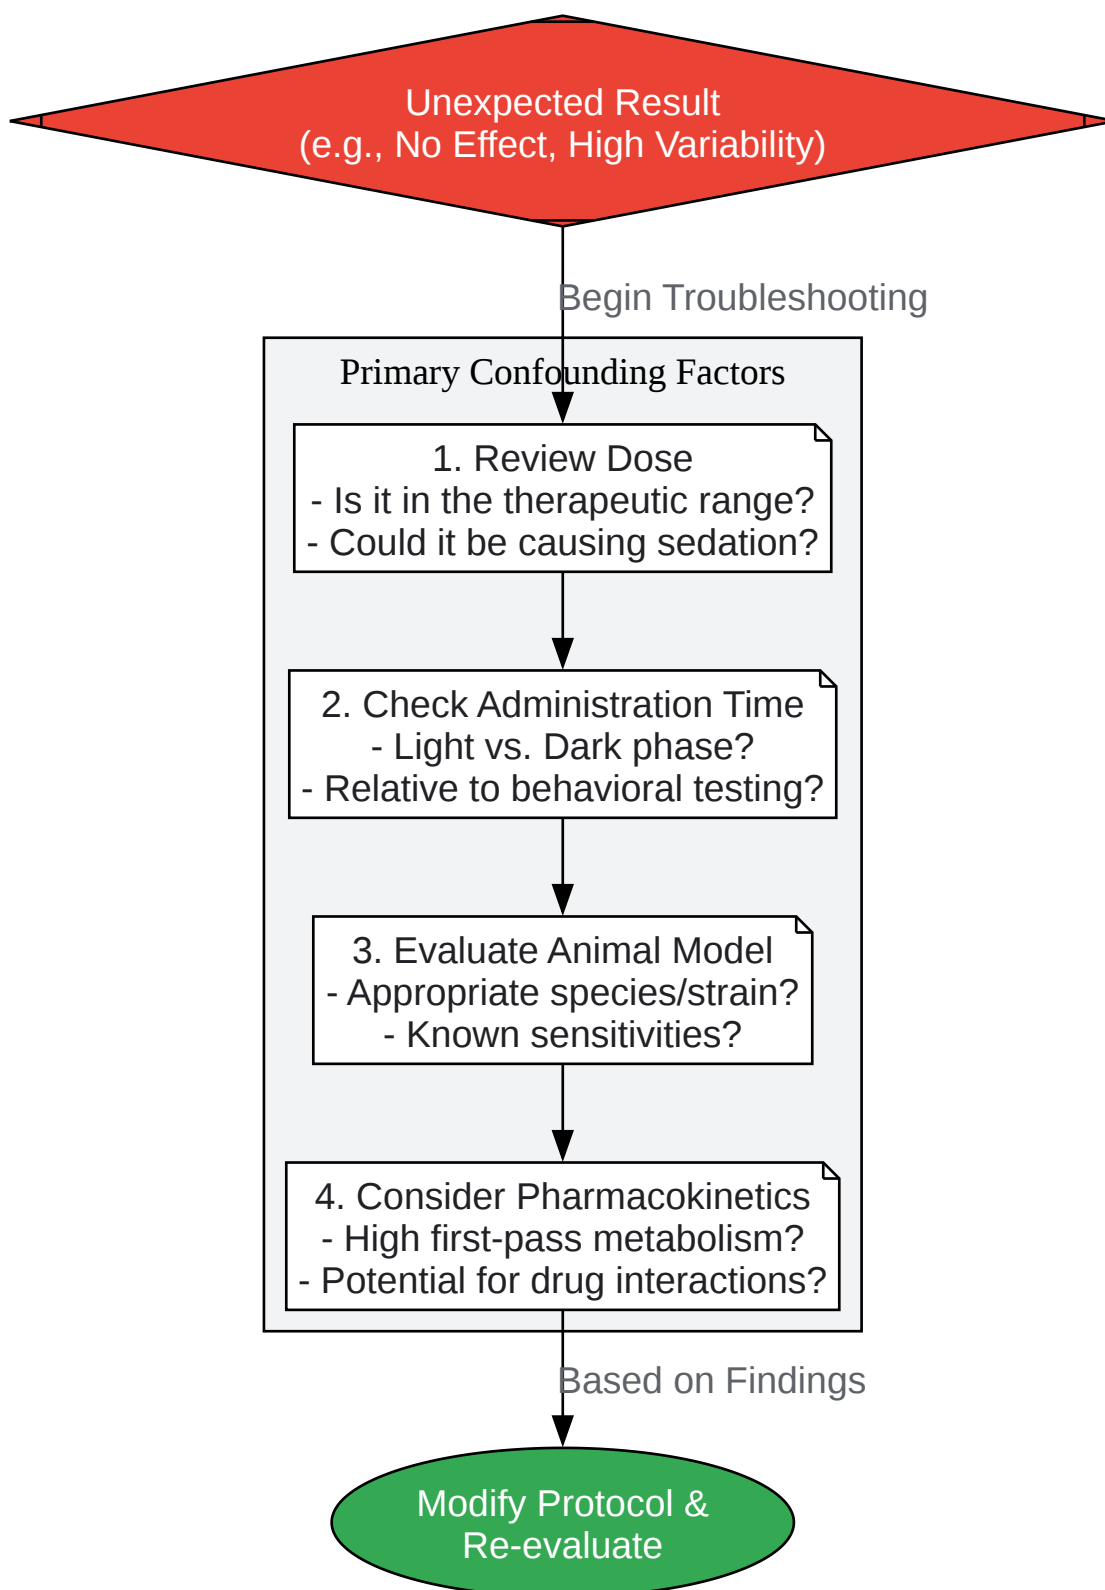 Unexpected Result
(e.g., No Effect, High Variability)
Begin Troubleshooting
Primary Confounding Factors
1. Review Dose
- Is it in the therapeutic range?
- Could it be causing sedation?
2. Check Administration Time
- Light vs. Dark phase?
- Relative to behavioral testing?
3. Evaluate Animal Model
- Appropriate species/strain?
- Known sensitivities?
4. Consider Pharmacokinetics
- High first-pass metabolism?
- Potential for drug interactions?
Based on Findings
Modify Protocol &
Re-evaluate